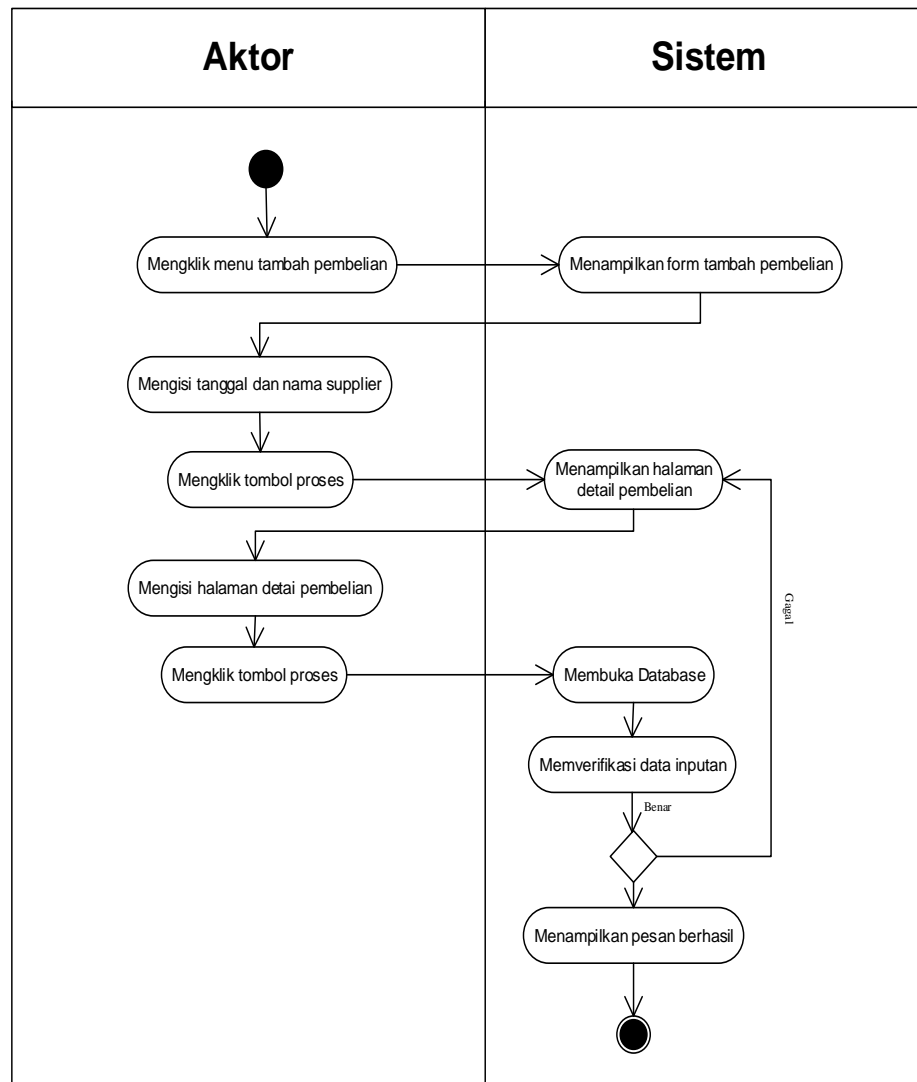 Aktor
Sistem
Mengklik menu tambah pembelian
Menampilkan form tambah pembelian
Mengisi tanggal dan nama supplier
Mengklik tombol proses
Menampilkan halaman
detail pembelian
Mengisi halaman detai pembelian
Gagal
Mengklik tombol proses
Membuka Database
Memverifikasi data inputan
Benar
Menampilkan pesan berhasil